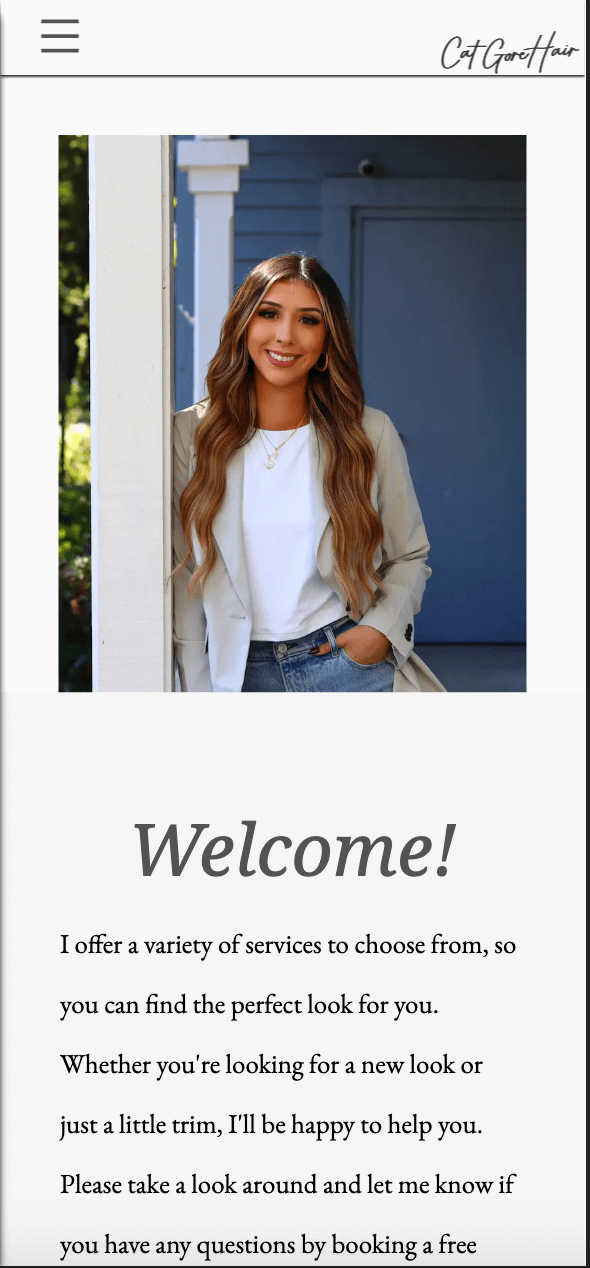 Cat Gore Hair
Welcome!
I offer a variety of services to choose from, so
you can find the perfect look for you.
Whether you're looking for a new look or
just a little trim, I'll be happy to help you.
Please take a look around and let me know if
you have any questions by booking a free